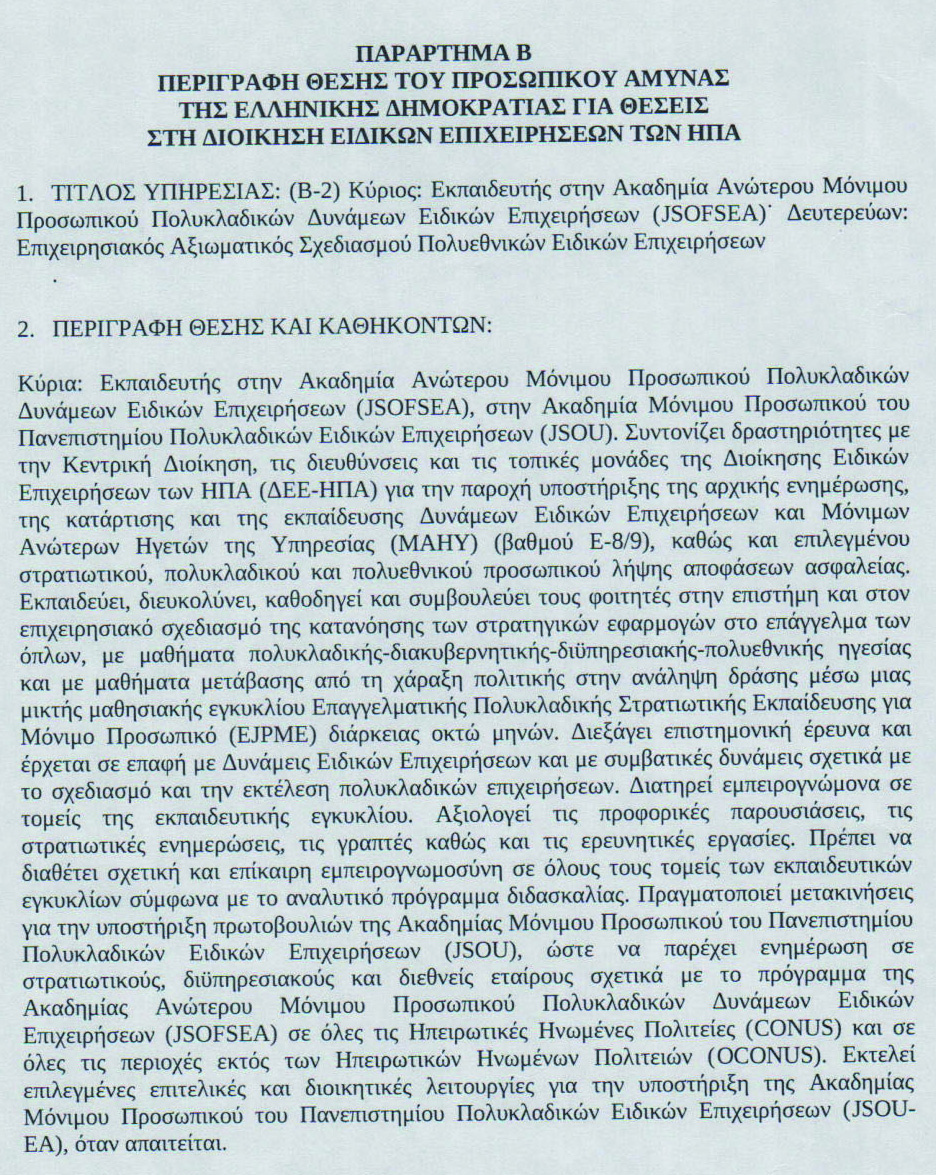 ΠΑΡΑΡΤΗΜΑ Β
ΠΕΡΙΓΡΑΦΗ ΘΕΣΗΣ ΤΟΥ ΠΡΟΣΩΠΙΚΟΥ ΑΜΥΝΑΣ
ΤΗΣ ΕΛΛΗΝΙΚΗΣ ΔΗΜΟΚΡΑΤΙΑΣ ΓΙΑ ΘΕΣΕΙΣ
ΣΤΗ ΔΙΟΙΚΗΣΗ ΕΙΔΙΚΩΝ ΕΠΙΧΕΙΡΗΣΕΩΝ ΤΩΝ ΗΠΑ
1. ΤΙΤΛΟΣ ΥΠΗΡΕΣΙΑΣ: (Β-2) Κύριος: Εκπαιδευτής στην Ακαδημία Ανώτερου Μόνιμου
Προσωπικού Πολυκλαδικών Δυνάμεων Ειδικών Επιχειρήσεων (JSOFSEA)˙ Δευτερεύων:
Επιχειρησιακός Αξιωματικός Σχεδιασμού Πολυεθνικών Ειδικών Επιχειρήσεων
.
2. ΠΕΡΙΓΡΑΦΗ ΘΕΣΗΣ ΚΑΙ ΚΑΘΗΚΟΝΤΩΝ:
Κύρια: Εκπαιδευτής στην Ακαδημία Ανώτερου Μόνιμου Προσωπικού Πολυκλαδικών
Δυνάμεων Ειδικών Επιχειρήσεων (JSOFSEA), στην Ακαδημία Μόνιμου Προσωπικού του
Πανεπιστημίου Πολυκλαδικών Ειδικών Επιχειρήσεων (JSOU). Συντονίζει δραστηριότητες με
την Κεντρική Διοίκηση, τις διευθύνσεις και τις τοπικές μονάδες της Διοίκησης Ειδικών
Επιχειρήσεων των ΗΠΑ (ΔΕΕ-ΗΠΑ) για την παροχή υποστήριξης της αρχικής ενημέρωσης,
της κατάρτισης και της εκπαίδευσης Δυνάμεων Ειδικών Επιχειρήσεων και Μόνιμων
Ανώτερων Ηγετών της Υπηρεσίας (ΜΑΗΥ) (βαθμού Ε-8/9), καθώς και επιλεγμένου
στρατιωτικού, πολυκλαδικού και πολυεθνικού προσωπικού λήψης αποφάσεων ασφαλείας.
Εκπαιδεύει, διευκολύνει, καθοδηγεί και συμβουλεύει τους φοιτητές στην επιστήμη και στον
επιχειρησιακό σχεδιασμό της κατανόησης των στρατηγικών εφαρμογών στο επάγγελμα των
όπλων, με μαθήματα πολυκλαδικής-διακυβερνητικής-διϋπηρεσιακής-πολυεθνικής ηγεσίας
και με μαθήματα μετάβασης από τη χάραξη πολιτικής στην ανάληψη δράσης μέσω μιας
μικτής μαθησιακής εγκυκλίου Επαγγελματικής Πολυκλαδικής Στρατιωτικής Εκπαίδευσης για
Μόνιμο Προσωπικό (EJPME) διάρκειας οκτώ μηνών. Διεξάγει επιστημονική έρευνα και
έρχεται σε επαφή με Δυνάμεις Ειδικών Επιχειρήσεων και με συμβατικές δυνάμεις σχετικά με
το σχεδιασμό και την εκτέλεση πολυκλαδικών επιχειρήσεων. Διατηρεί εμπειρογνώμονα σε
τομείς της εκπαιδευτικής εγκυκλίου. Αξιολογεί τις προφορικές παρουσιάσεις, τις
στρατιωτικές ενημερώσεις, τις γραπτές καθώς και τις ερευνητικές εργασίες. Πρέπει να
διαθέτει σχετική και επίκαιρη εμπειρογνωμοσύνη σε όλους τους τομείς των εκπαιδευτικών
εγκυκλίων σύμφωνα με το αναλυτικό πρόγραμμα διδασκαλίας. Πραγματοποιεί μετακινήσεις
για την υποστήριξη πρωτοβουλιών της Ακαδημίας Μόνιμου Προσωπικού του Πανεπιστημίου
Πολυκλαδικών Ειδικών Επιχειρήσεων (JSOU), ώστε να παρέχει ενημέρωση σε
στρατιωτικούς, διϋπηρεσιακούς και διεθνείς εταίρους σχετικά με το πρόγραμμα της
Ακαδημίας Ανώτερου Μόνιμου Προσωπικού Πολυκλαδικών Δυνάμεων Ειδικών
Επιχειρήσεων (JSOFSEA) σε όλες τις Ηπειρωτικές Ηνωμένες Πολιτείες (CONUS) και σε
όλες τις περιοχές εκτός των Ηπειρωτικών Ηνωμένων Πολιτειών (OCONUS). Εκτελεί
επιλεγμένες επιτελικές και διοικητικές λειτουργίες για την υποστήριξη της Ακαδημίας
Μόνιμου Προσωπικού του Πανεπιστημίου Πολυκλαδικών Ειδικών Επιχειρήσεων (JSOU-
EA), όταν απαιτείται.